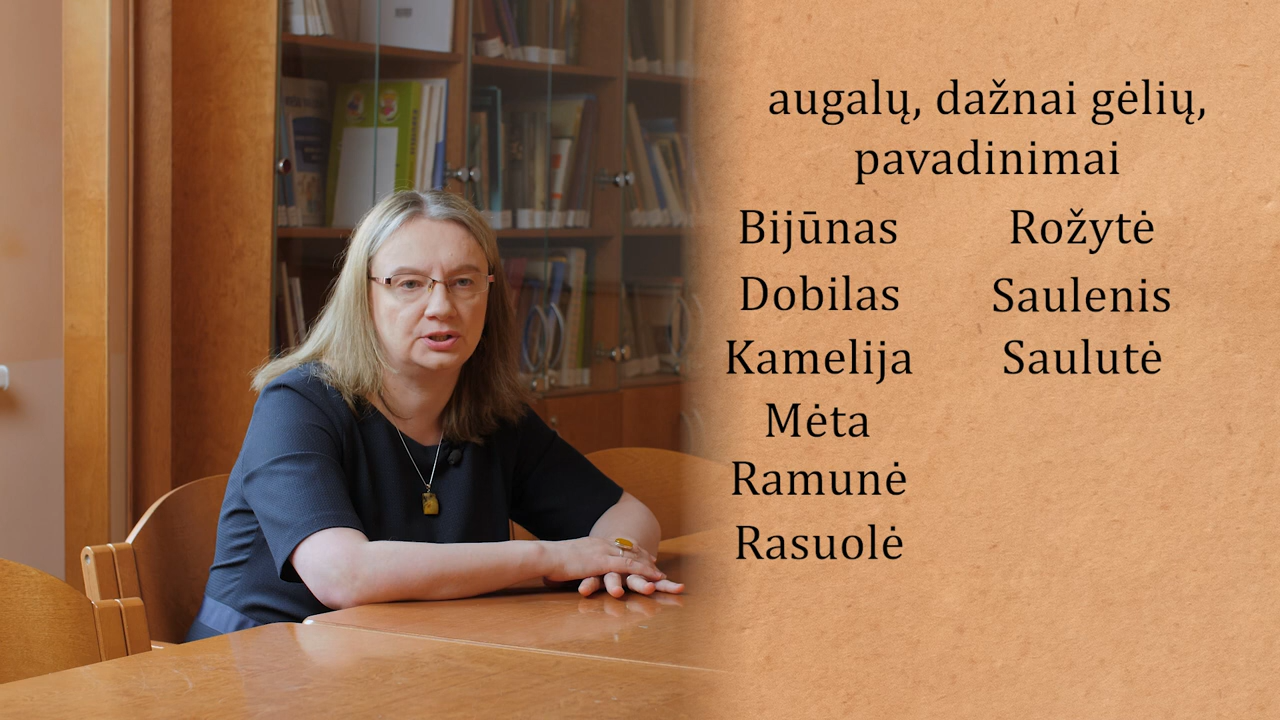 augalų, dažnai gėlių,
pavadinimai
Bijūnas
Dobilas
Kamelija
Mėta
Ramunė
Rasuolė
Rožytė
Saulenis
Saulutė